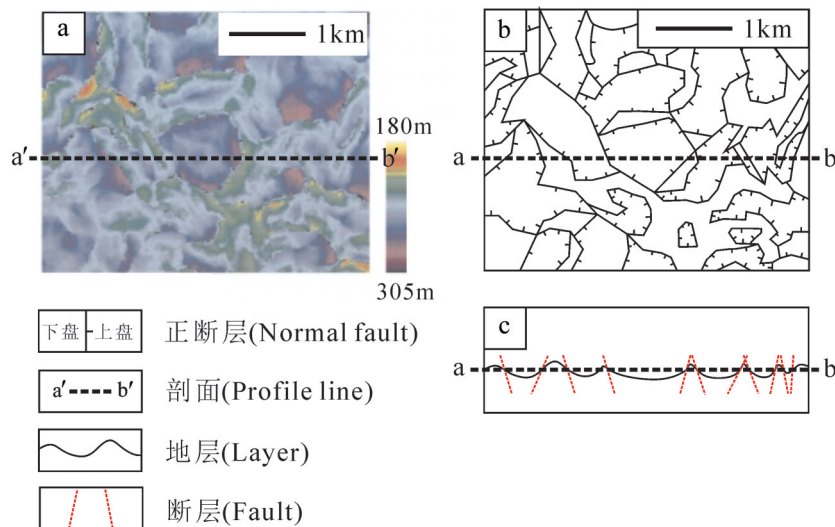 a
1km
b
1km
180m
a′
b′
a
b
305m
c
下盘 上盘
正断层(Normal fault)
a
b
a′ b′
剖面(Profile line)
地层(Layer)
断层(Fault)